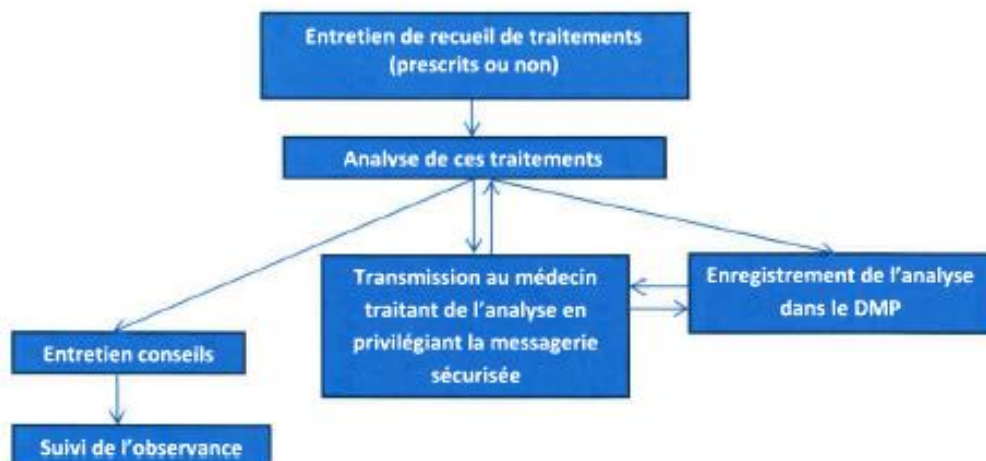 Entretien de recueil de traitements
(prescrits ou non)
Analyse de ces traitements
Transmission au médecin
traitant de l'analyse en
privilégiant la messagerie
sécurisée
Enregistrement de l'analyse
dans le DMP
Entretien conseils
Suivi de l'observance